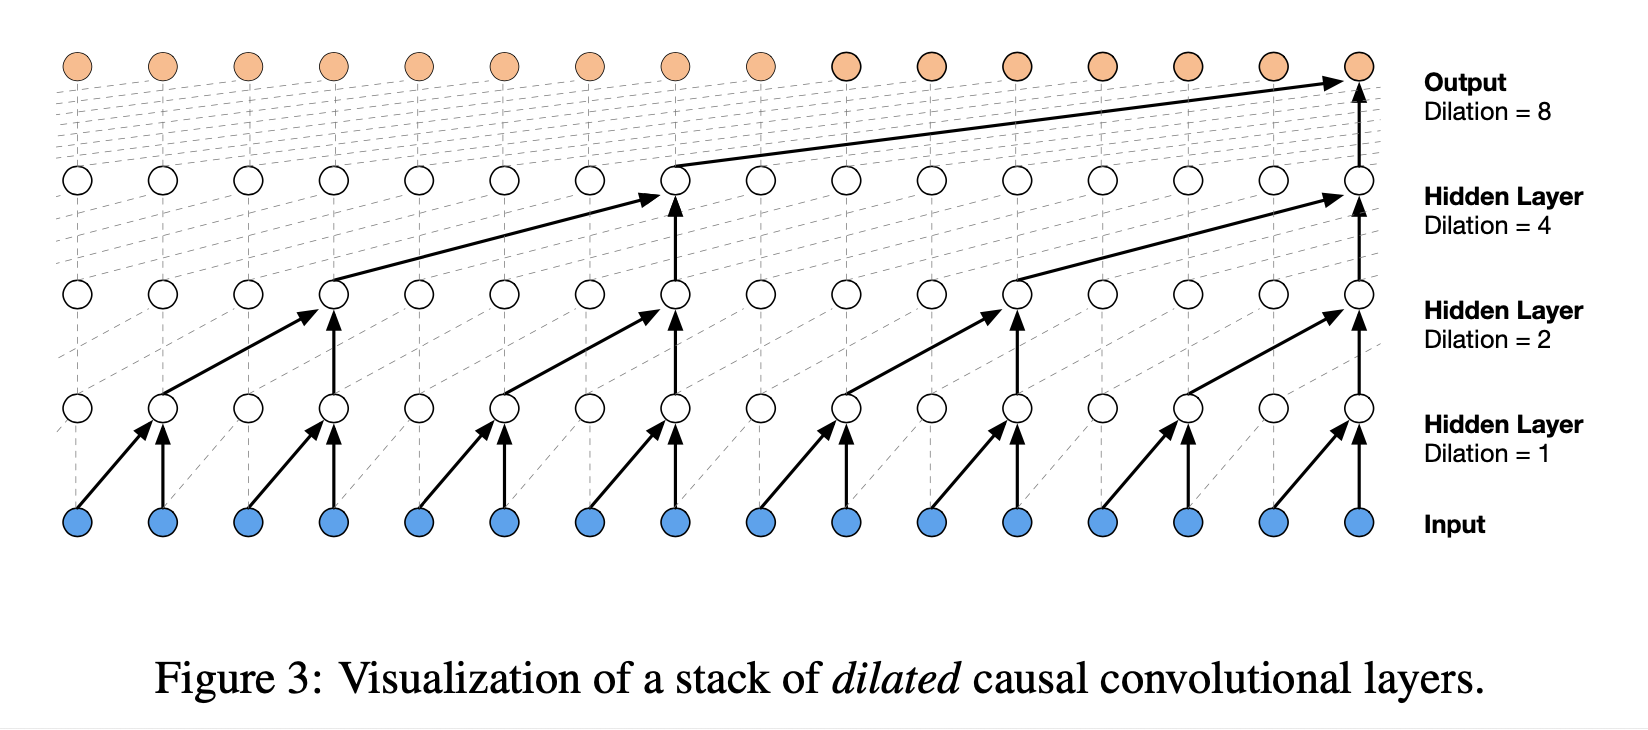 Output
Dilation = 8
Hidden Layer
Dilation = 4
Hidden Layer
Dilation = 2
Hidden Layer
Dilation = 1
Input
Figure 3: Visualization of a stack of dilated causal convolutional layers.